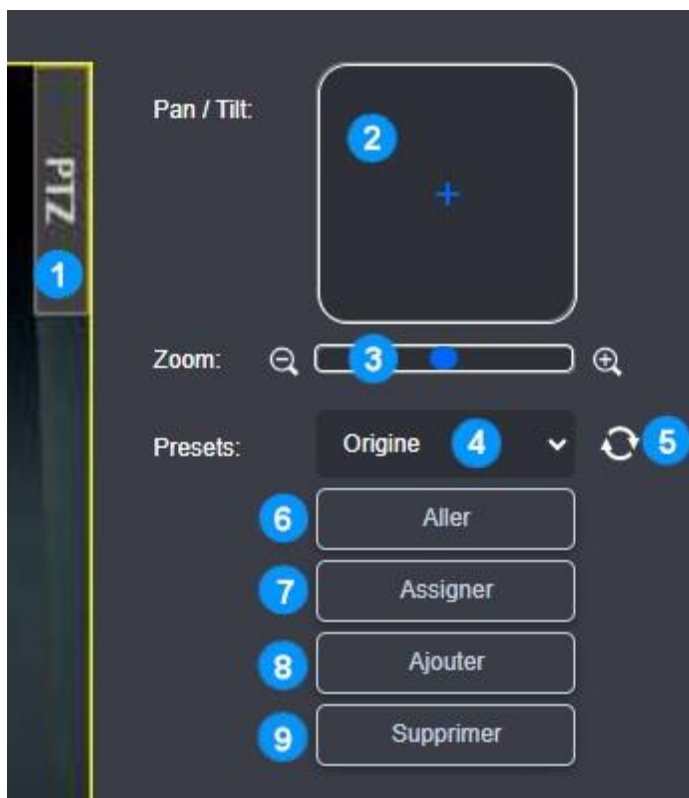 PTZ
1
Pan / Tilt:
2
Zoom:
3
Presets:
Origine
4
5
6
Aller
7
Assigner
8
Ajouter
9
Supprimer